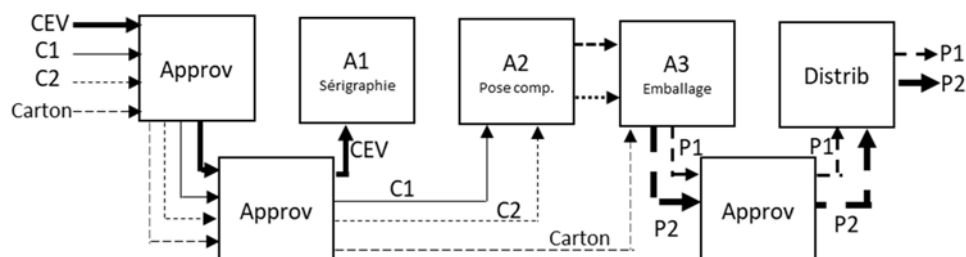 CEV
C1
C2
Carton
Approv
A1
Sérigraphie
A2
Pose comp.
A3
Emballage
Distrib
P1
P2
CEV
Approv
C1
C2
Carton
P1
P2
Approv
P1
P2